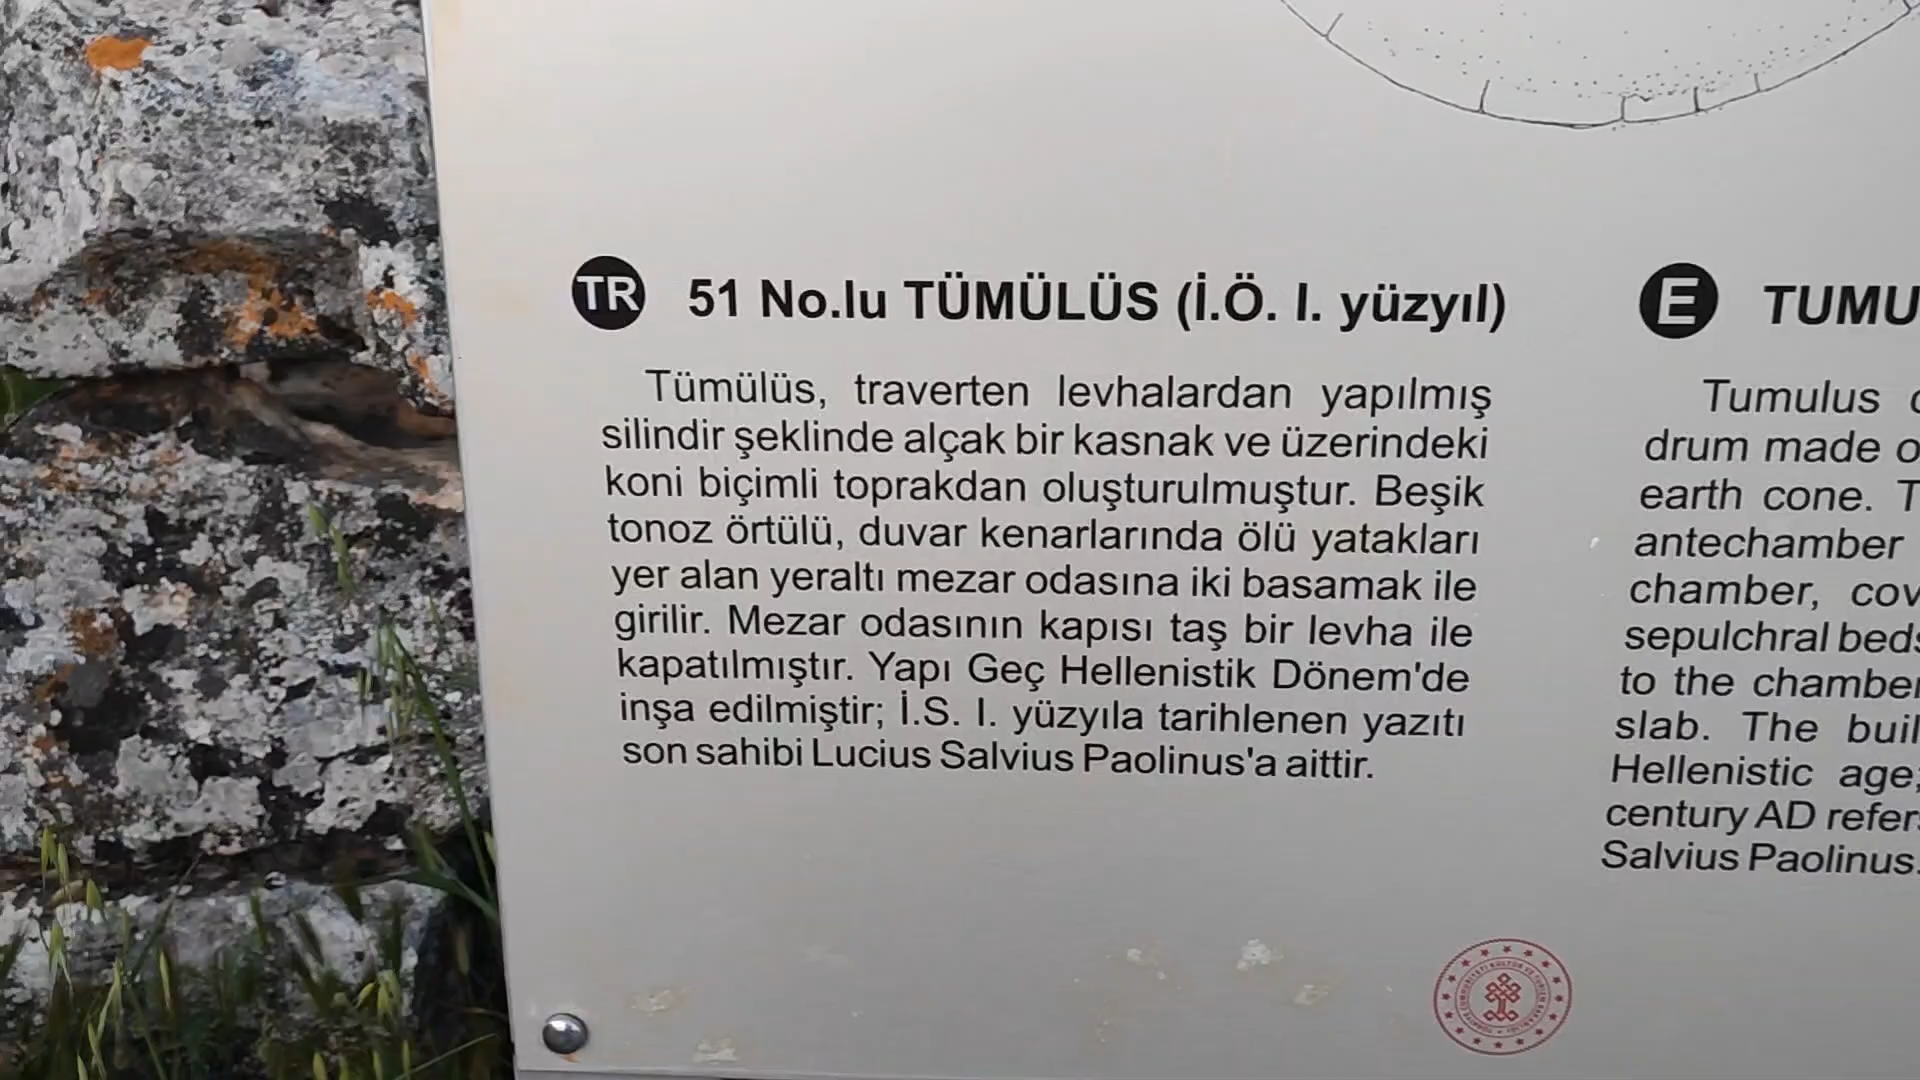 TR 51 No.lu TÜMÜLÜS (İ.Ö. I. yüzyıl)
Tümülüs, traverten levhalardan yapılmış
silindir şeklinde alçak bir kasnak ve üzerindeki
koni biçimli toprakdan oluşturulmuştur. Beşik
tonoz örtülü, duvar kenarlarında ölü yatakları
yer alan yeraltı mezar odasına iki basamak ile
girilir. Mezar odasının kapısı taş bir levha ile
kapatılmıştır. Yapı Geç Hellenistik Dönem'de
inşa edilmiştir; İ.S. I. yüzyıla tarihlenen yazıtı
son sahibi Lucius Salvius Paolinus'a aittir.
E TUMU
Tumulus
drum made
earth cone.
antechamber
chamber, cov
sepulchral beds
to the chamber
slab. The buil
Hellenistic age;
century AD refers
Salvius Paolinus.